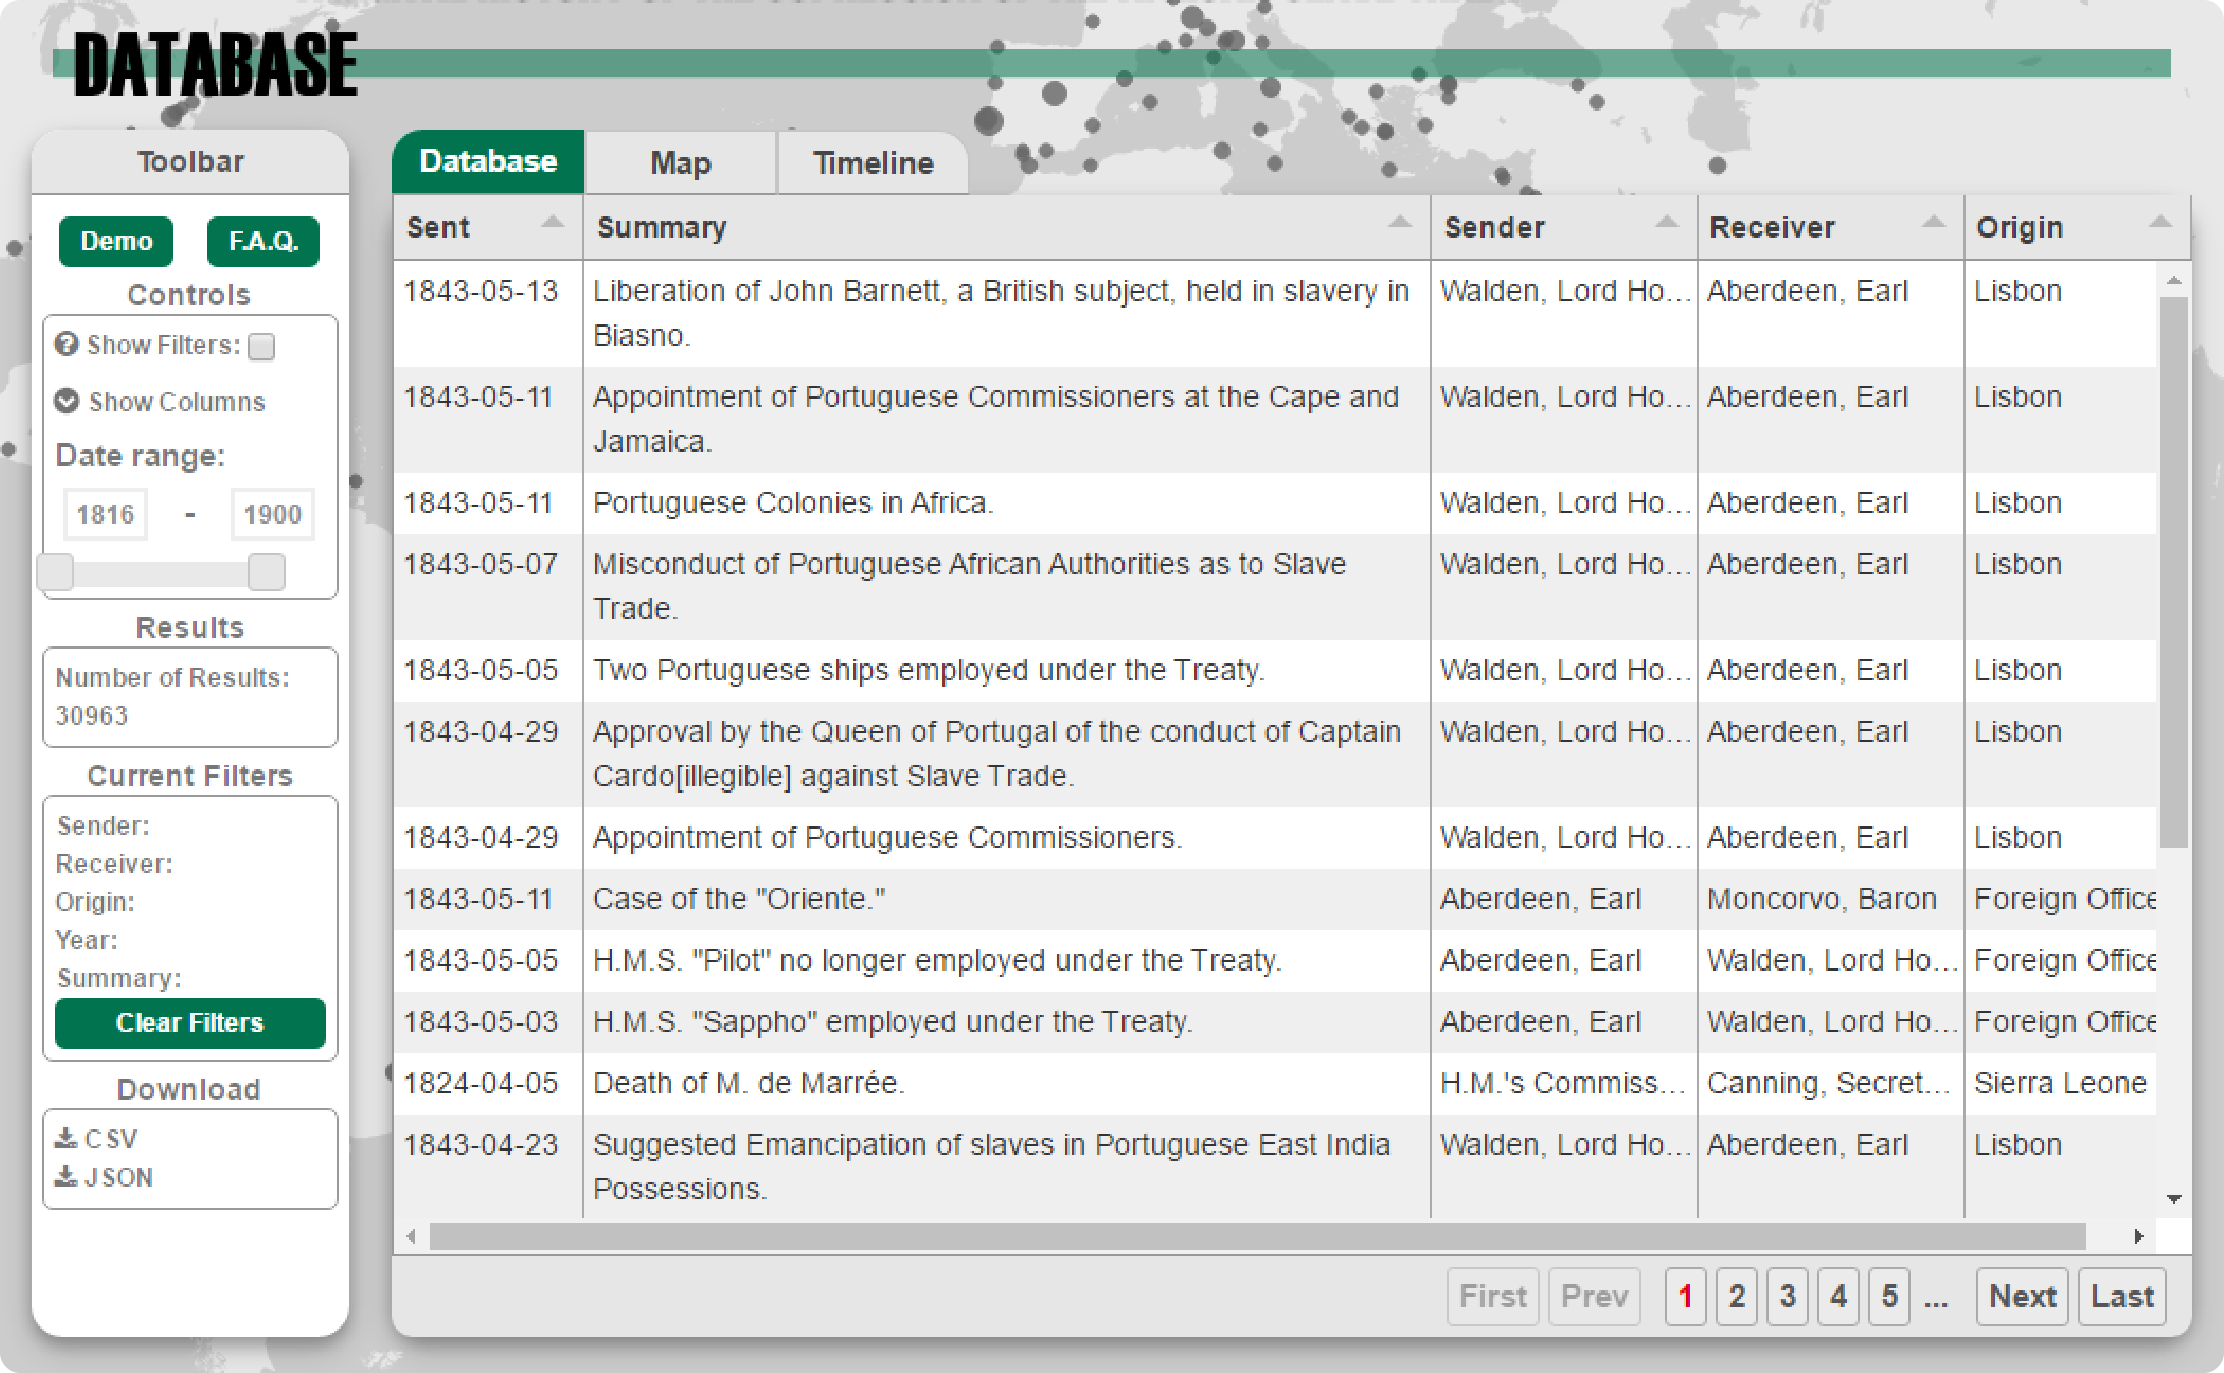 DATABASE
Toolbar
Demo F.A.Q.
Controls
Show Filters:
Show Columns
Date range:
1816 - 1900
Results
Number of Results:
30963
Current Filters
Sender:
Receiver:
Origin:
Year:
Summary:
Clear Filters
Download
CSV
JSON
Database Map Timeline
Sent Summary Sender Receiver Origin
1843-05-13 Liberation of John Barnett, a British subject, held in slavery in Walden, Lord Ho... Aberdeen, Earl Lisbon
Biasno.
1843-05-11 Appointment of Portuguese Commissioners at the Cape and Walden, Lord Ho... Aberdeen, Earl Lisbon
Jamaica.
1843-05-11 Portuguese Colonies in Africa. Walden, Lord Ho... Aberdeen, Earl Lisbon
1843-05-07 Misconduct of Portuguese African Authorities as to Slave Walden, Lord Ho... Aberdeen, Earl Lisbon
Trade.
1843-05-05 Two Portuguese ships employed under the Treaty. Walden, Lord Ho... Aberdeen, Earl Lisbon
1843-04-29 Approval by the Queen of Portugal of the conduct of Captain Walden, Lord Ho... Aberdeen, Earl Lisbon
Cardo[illegible] against Slave Trade.
1843-04-29 Appointment of Portuguese Commissioners. Walden, Lord Ho... Aberdeen, Earl Lisbon
1843-05-11 Case of the "Oriente." Aberdeen, Earl Moncorvo, Baron Foreign Office
1843-05-05 H.M.S. "Pilot" no longer employed under the Treaty. Aberdeen, Earl Walden, Lord Ho... Foreign Office
1843-05-03 H.M.S. "Sappho" employed under the Treaty. Aberdeen, Earl Walden, Lord Ho... Foreign Office
1824-04-05 Death of M. de Marrée. H.M.'s Commiss... Canning, Secret... Sierra Leone
1843-04-23 Suggested Emancipation of slaves in Portuguese East India Walden, Lord Ho... Aberdeen, Earl Lisbon
Possessions.
First Prev 1 2 3 4 5 ... Next Last